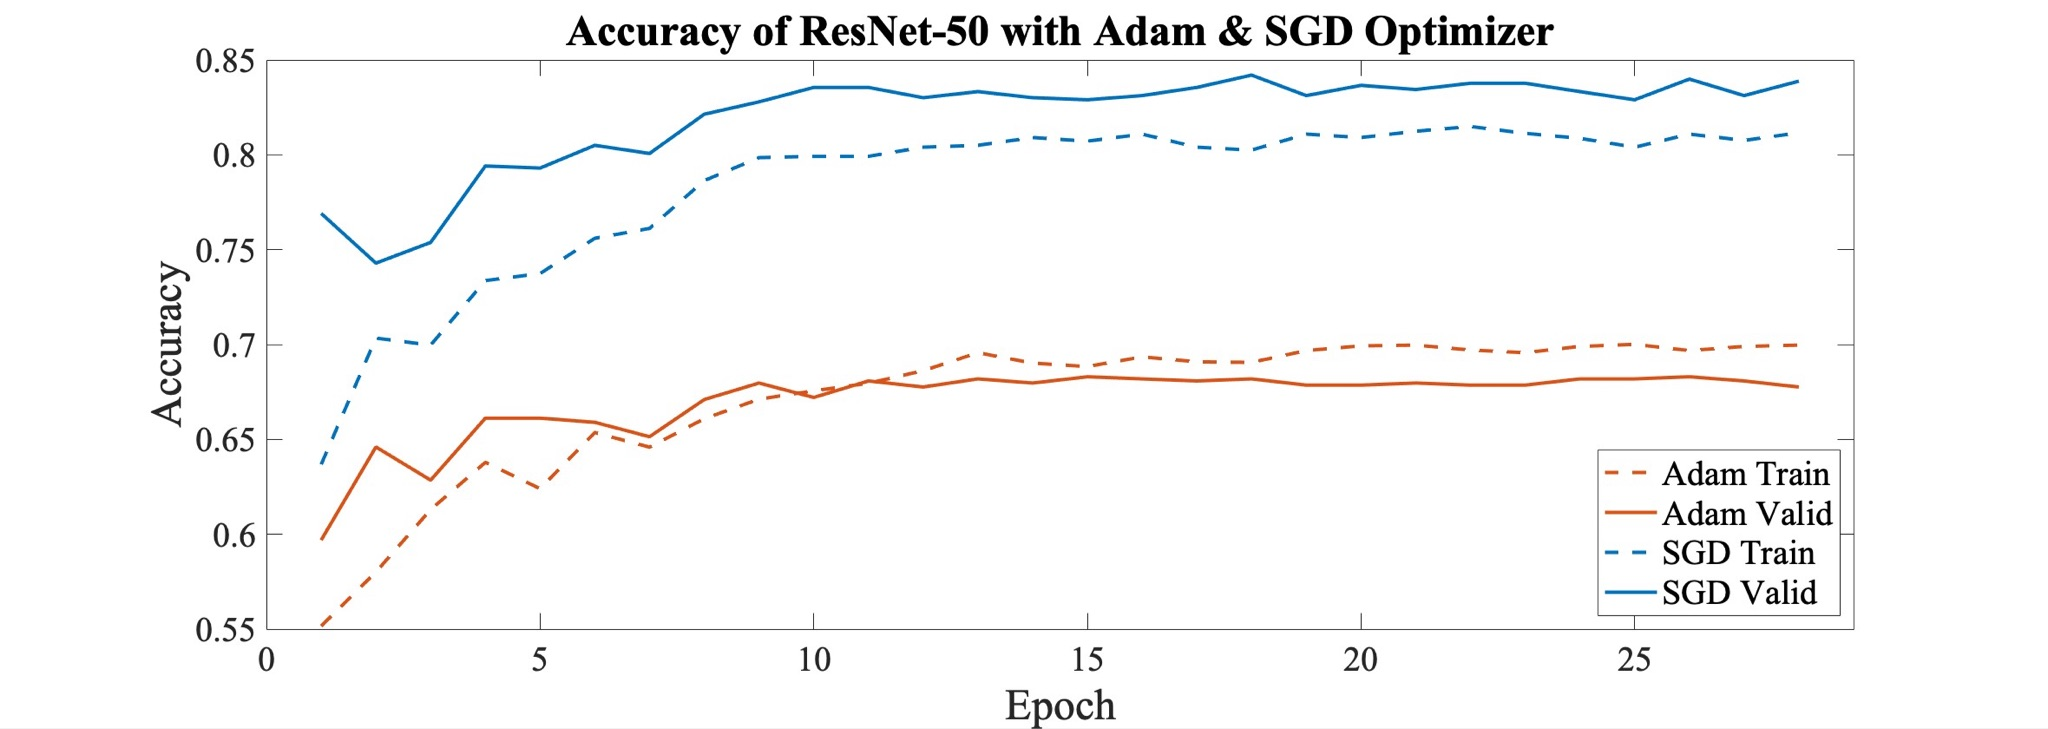 Accuracy of ResNet-50 with Adam & SGD Optimizer
0.85
0.8
0.75
0.7
0.65
0.6
0.55
Accuracy
0 5 10 15 20 25
Epoch
Adam Train
Adam Valid
SGD Train
SGD Valid